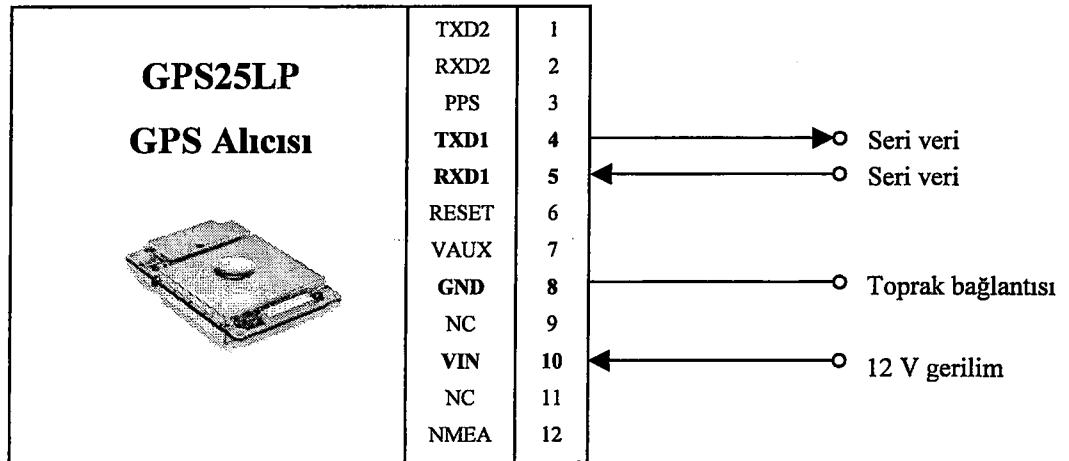 GPS25LP
GPS Alıcısı
TXD2 1
RXD2 2
PPS 3
TXD1 4 Seri veri
RXD1 5 Seri veri
RESET 6
VAUX 7
GND 8 Toprak bağlantısı
NC 9
VIN 10 12 V gerilim
NC 11
NMEA 12